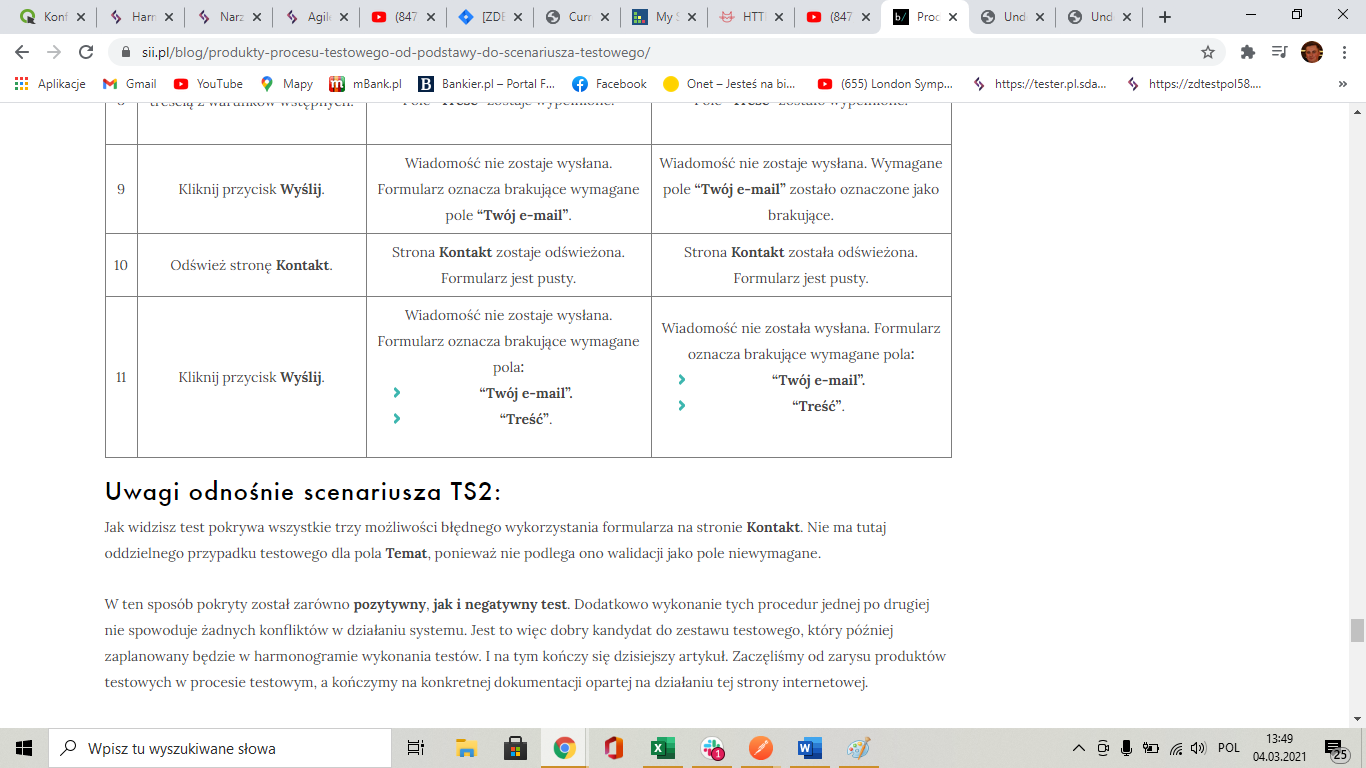 Konf
Harn
Narz
Agile
(847
[ZDE
Curr
My S
HTTI
(847
Proc
Und
Und
sii.pl/blog/produkty-procesu-testowego-od-podstawy-do-scenariusza-testowego/
Aplikacje
Gmail
YouTube
Mapy
mBank.pl
Bankier.pl – Portal F...
Facebook
Onet – Jesteś na bi...
(655) London Symp...
https://tester.pl.sda...
https://zdtestpol58....
»
treścią z warunków wstępnych.
Pole “Treść” zostaje wypełnione.
Pole “Treść” zostało wypełnione.
9
Kliknij przycisk Wyślij.
Wiadomość nie zostaje wysłana.
Formularz oznacza brakujące wymagane
pole “Twój e-mail”.
Wiadomość nie zostaje wysłana. Wymagane
pole “Twój e-mail” zostało oznaczone jako
brakujące.
10
Odśwież stronę Kontakt.
Strona Kontakt zostaje odświeżona.
Formularz jest pusty.
Strona Kontakt została odświeżona.
Formularz jest pusty.
11
Kliknij przycisk Wyślij.
Wiadomość nie zostaje wysłana.
Formularz oznacza brakujące wymagane
pola:
“Twój e-mail”.
“Treść”.
Wiadomość nie została wysłana. Formularz
oznacza brakujące wymagane pola:
“Twój e-mail”.
“Treść”.
Uwagi odnośnie scenariusza TS2:
Jak widzisz test pokrywa wszystkie trzy możliwości błędnego wykorzystania formularza na stronie Kontakt. Nie ma tutaj
oddzielnego przypadku testowego dla pola Temat, ponieważ nie podlega ono walidacji jako pole niewymagane.
W ten sposób pokryty został zarówno pozytywny, jak i negatywny test. Dodatkowo wykonanie tych procedur jednej po drugiej
nie spowoduje żadnych konfliktów w działaniu systemu. Jest to więc dobry kandydat do zestawu testowego, który później
zaplanowany będzie w harmonogramie wykonania testów. I na tym kończy się dzisiejszy artykuł. Zaczęliśmy od zarysu produktów
testowych w procesie testowym, a kończymy na konkretnej dokumentacji opartej na działaniu tej strony internetowej.
Wpisz tu wyszukiwane słowa
1
POL
13:49
04.03.2021
25